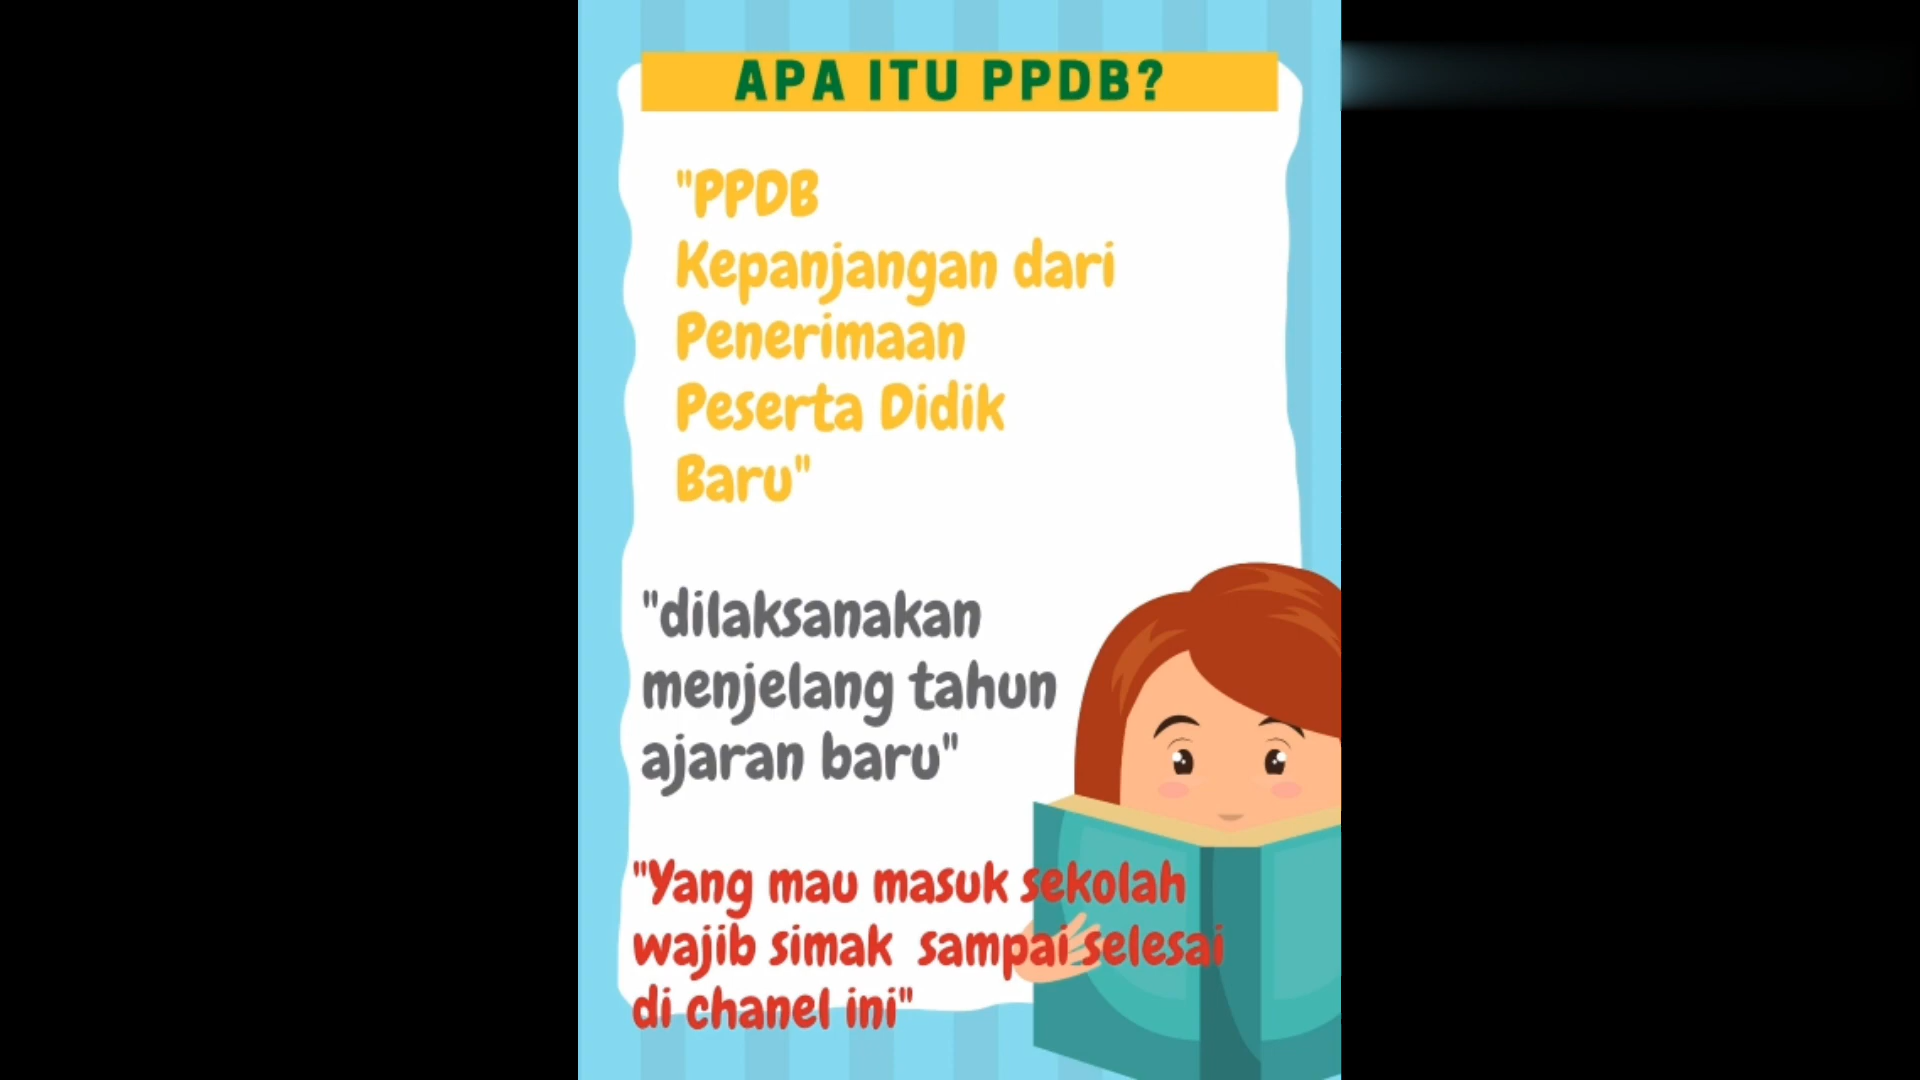 APA ITU PPDB?
"PPDB
Kepanjangan dari
Penerimaan
Peserta Didik
Baru"
"dilaksanakan
menjelang tahun
ajaran baru"
"Yang mau masuk sekolah
wajib simak sampai selesai
di chanel ini"